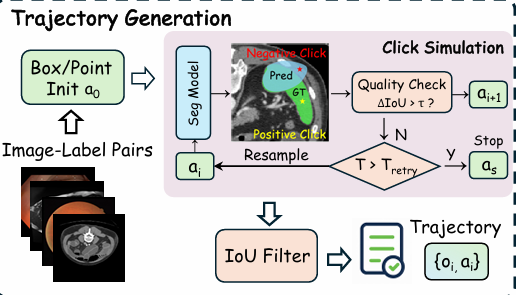 Trajectory Generation
Click Simulation
Box/Point
Init a₀
Seg Model
Negative Click
Pred
GT
Positive Click
Quality Check
ΔIoU > τ ?
aᵢ₊₁
Image-Label Pairs
aᵢ
Resample
N
T > Tretry
Y
Stop
aₛ
IoU Filter
Trajectory
{oᵢ, aᵢ}